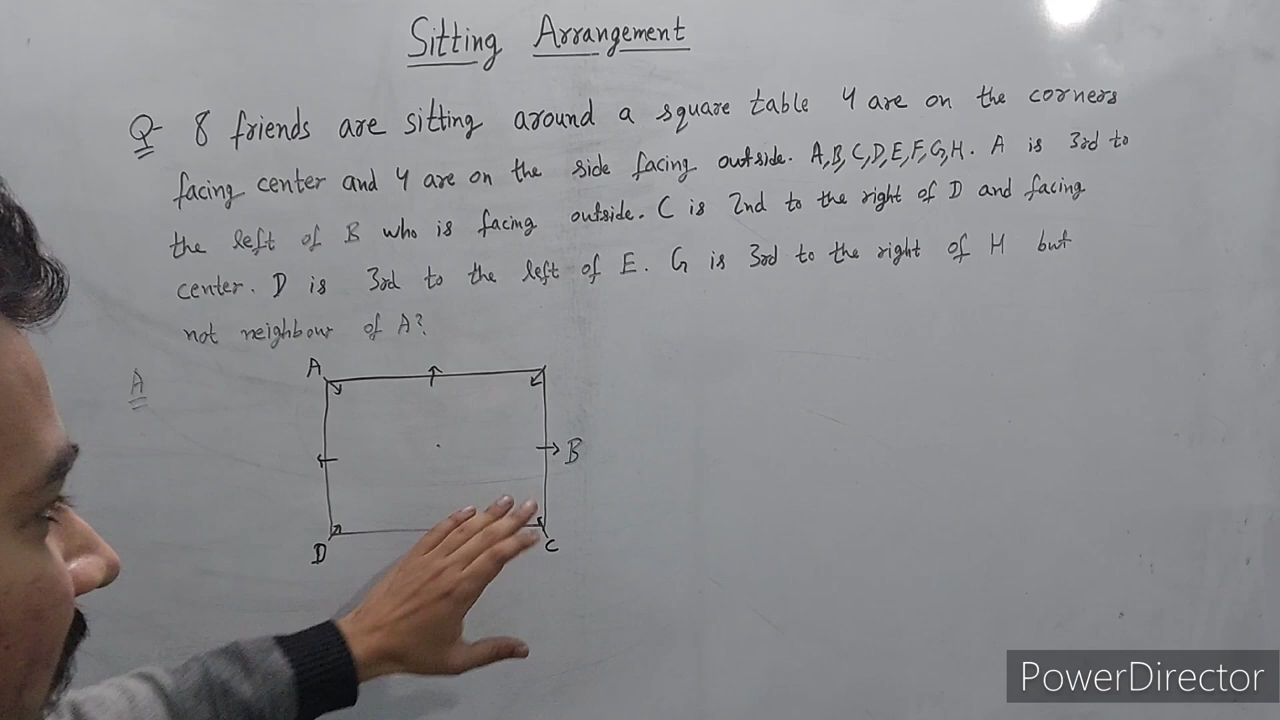 Sitting Arrangement
Q- 8 friends are sitting around a square table 4 are on the corners
facing center and 4 are on the side facing outside. A,B,C,D,E,F,G,H. A is 3rd to
the left of B who is facing outside. C is 2nd to the right of D and facing
center. D is 3rd to the left of E. G is 3rd to the right of H but
not neighbour of A?
A
A
B
D
C
PowerDirector